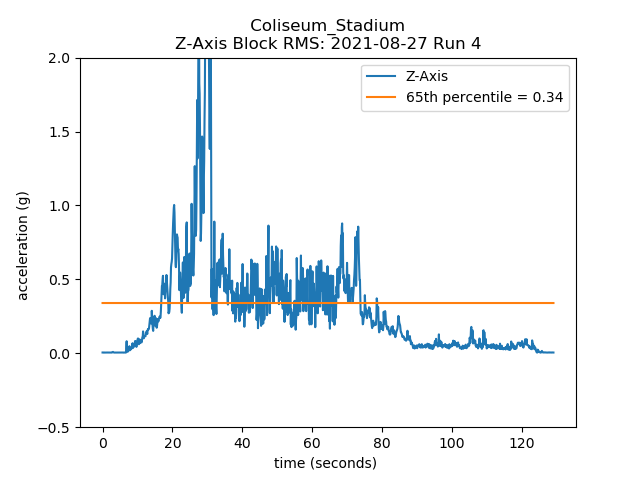 Coliseum_Stadium
Z-Axis Block RMS: 2021-08-27 Run 4
Z-Axis
65th percentile = 0.34
2.0
1.5
1.0
0.5
0.0
−0.5
acceleration (g)
0 20 40 60 80 100 120
time (seconds)